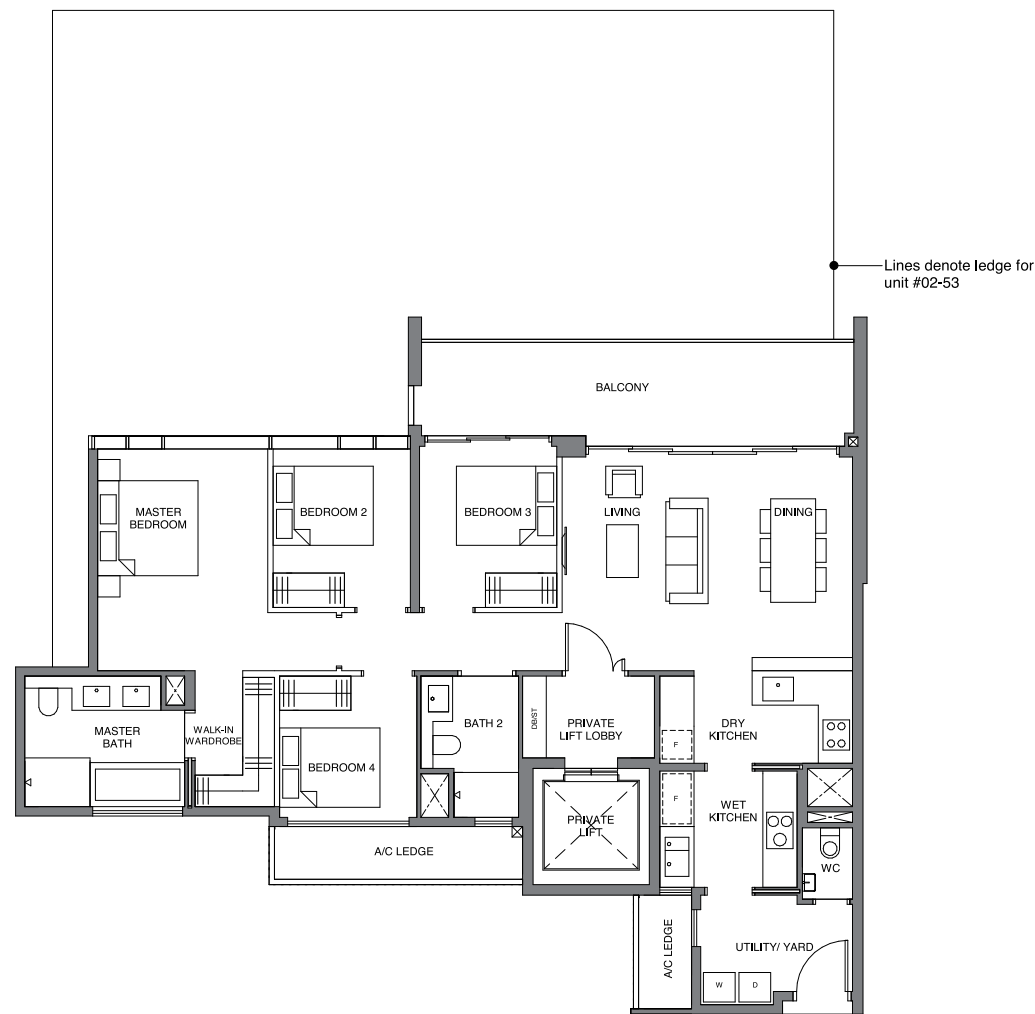 Lines denote ledge for
unit #02-53
BALCONY
MASTER
BEDROOM
BEDROOM 2
BEDROOM 3
LIVING
DINING
MASTER
BATH
WALK-IN
WARDROBE
BEDROOM 4
BATH 2
DB/ST
PRIVATE
LIFT LOBBY
F
DRY
KITCHEN
PRIVATE
LIFT
F
WET
KITCHEN
WC
A/C LEDGE
A/C LEDGE
UTILITY/ YARD
W
D